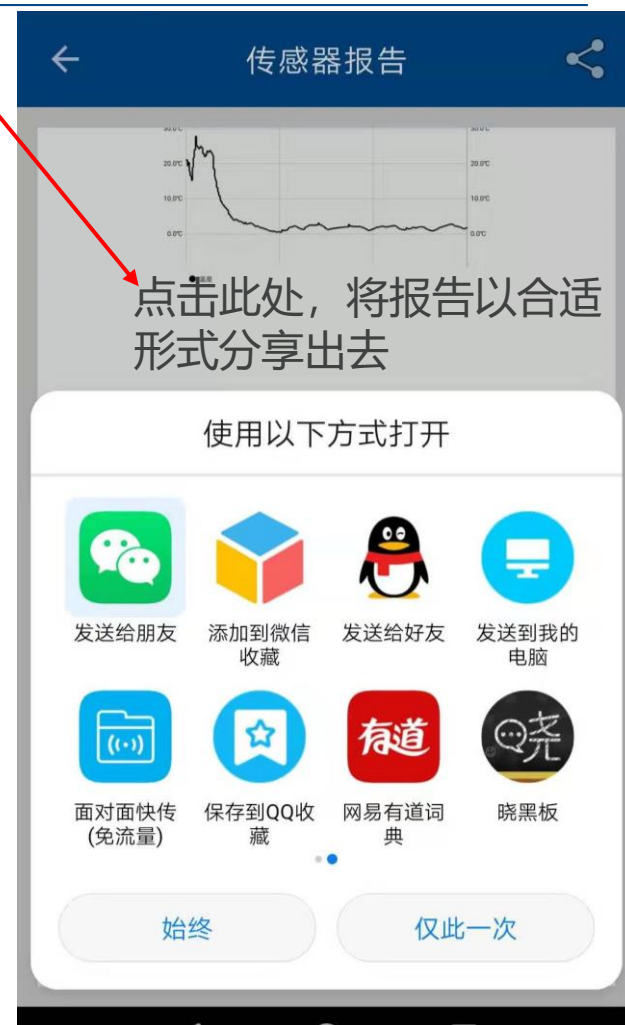 传感器报告
30.0℃
30.0℃
20.0℃
20.0℃
10.0℃
10.0℃
0.0℃
0.0℃
点击此处，将报告以合适
形式分享出去
使用以下方式打开
发送给朋友
添加到微信
收藏
发送给好友
发送到我的
电脑
有道
晓
面对面快传
(免流量)
保存到QQ收
藏
网易有道词
典
晓黑板
始终
仅此一次